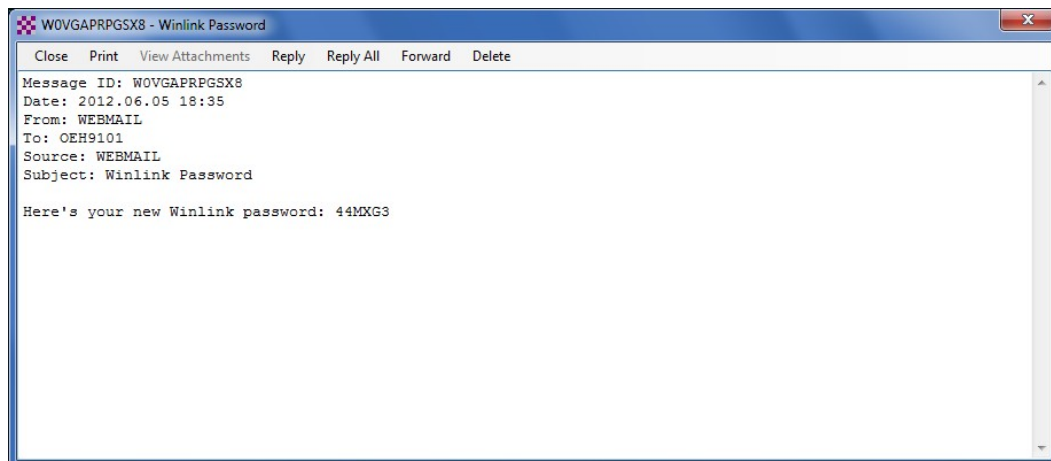 W0VGAPRPGSX8 - Winlink Password
Close Print View Attachments Reply Reply All Forward Delete
Message ID: W0VGAPRPGSX8
Date: 2012.06.05 18:35
From: WEBMAIL
To: OEH9101
Source: WEBMAIL
Subject: Winlink Password
Here's your new Winlink password: 44MXG3